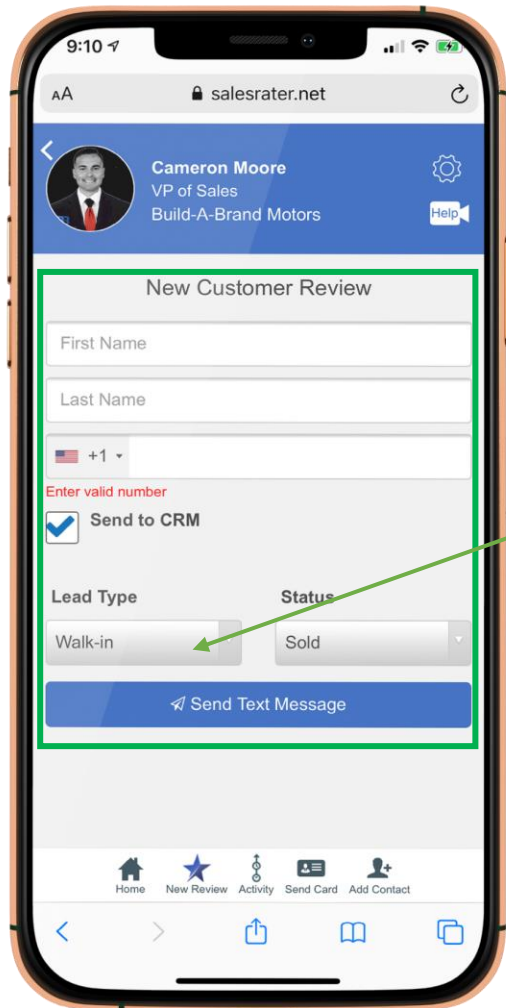 9:10
AA salesrater.net
Cameron Moore
VP of Sales
Build-A-Brand Motors
Help
New Customer Review
First Name
Last Name
+1
Enter valid number
Send to CRM
Lead Type Status
Walk-in Sold
Send Text Message
Home New Review Activity Send Card Add Contact